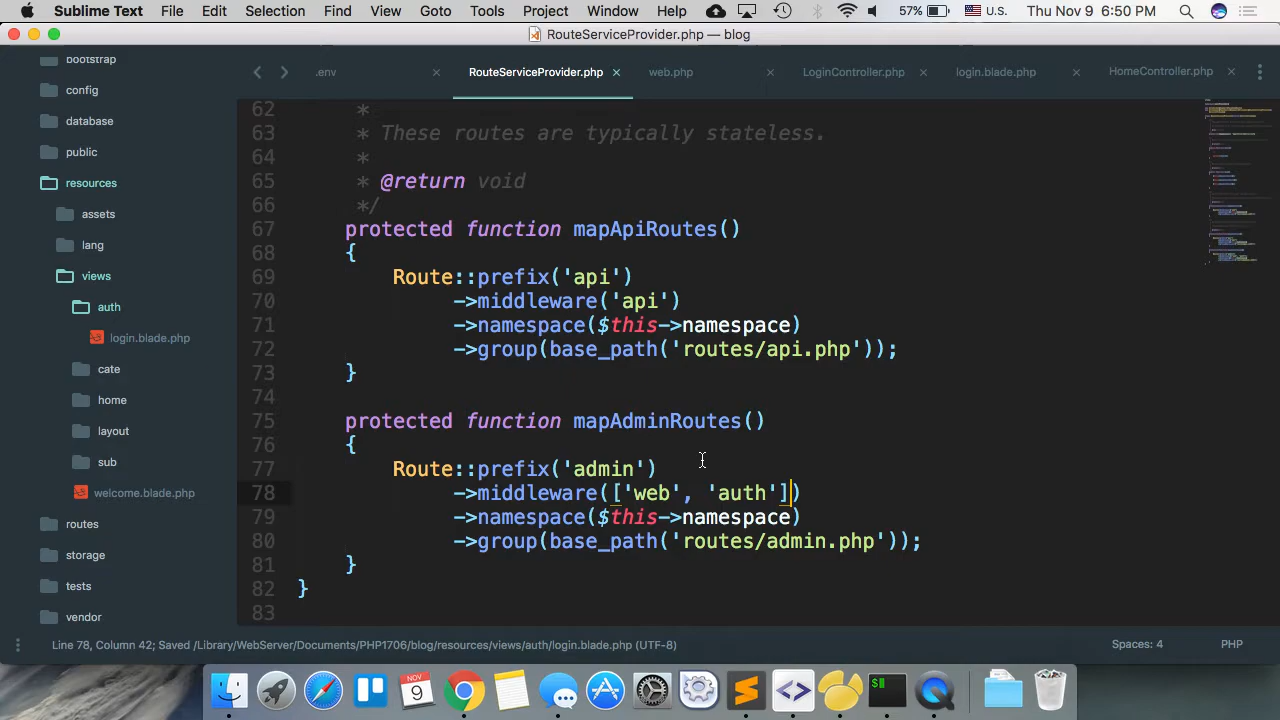 Sublime Text File Edit Selection Find View Goto Tools Project Window Help 57% U.S. Thu Nov 9 6:50 PM
RouteServiceProvider.php — blog
.env × RouteServiceProvider.php × web.php × LoginController.php × login.blade.php × HomeController.php ×
bootstrap
config
database
public
resources
assets
lang
views
auth
login.blade.php
cate
home
layout
sub
welcome.blade.php
routes
storage
tests
vendor
62 *
63 * These routes are typically stateless.
64 *
65 * @return void
66 */
67 protected function mapApiRoutes()
68 {
69 Route::prefix('api')
70 ->middleware('api')
71 ->namespace($this->namespace)
72 ->group(base_path('routes/api.php'));
73 }
74
75 protected function mapAdminRoutes()
76 {
77 Route::prefix('admin')
78 ->middleware(['web', 'auth'])
79 ->namespace($this->namespace)
80 ->group(base_path('routes/admin.php'));
81 }
82 }
83
Line 78, Column 42; Saved /Library/WebServer/Documents/PHP1706/blog/resources/views/auth/login.blade.php (UTF-8) Spaces: 4 PHP
NOV
9